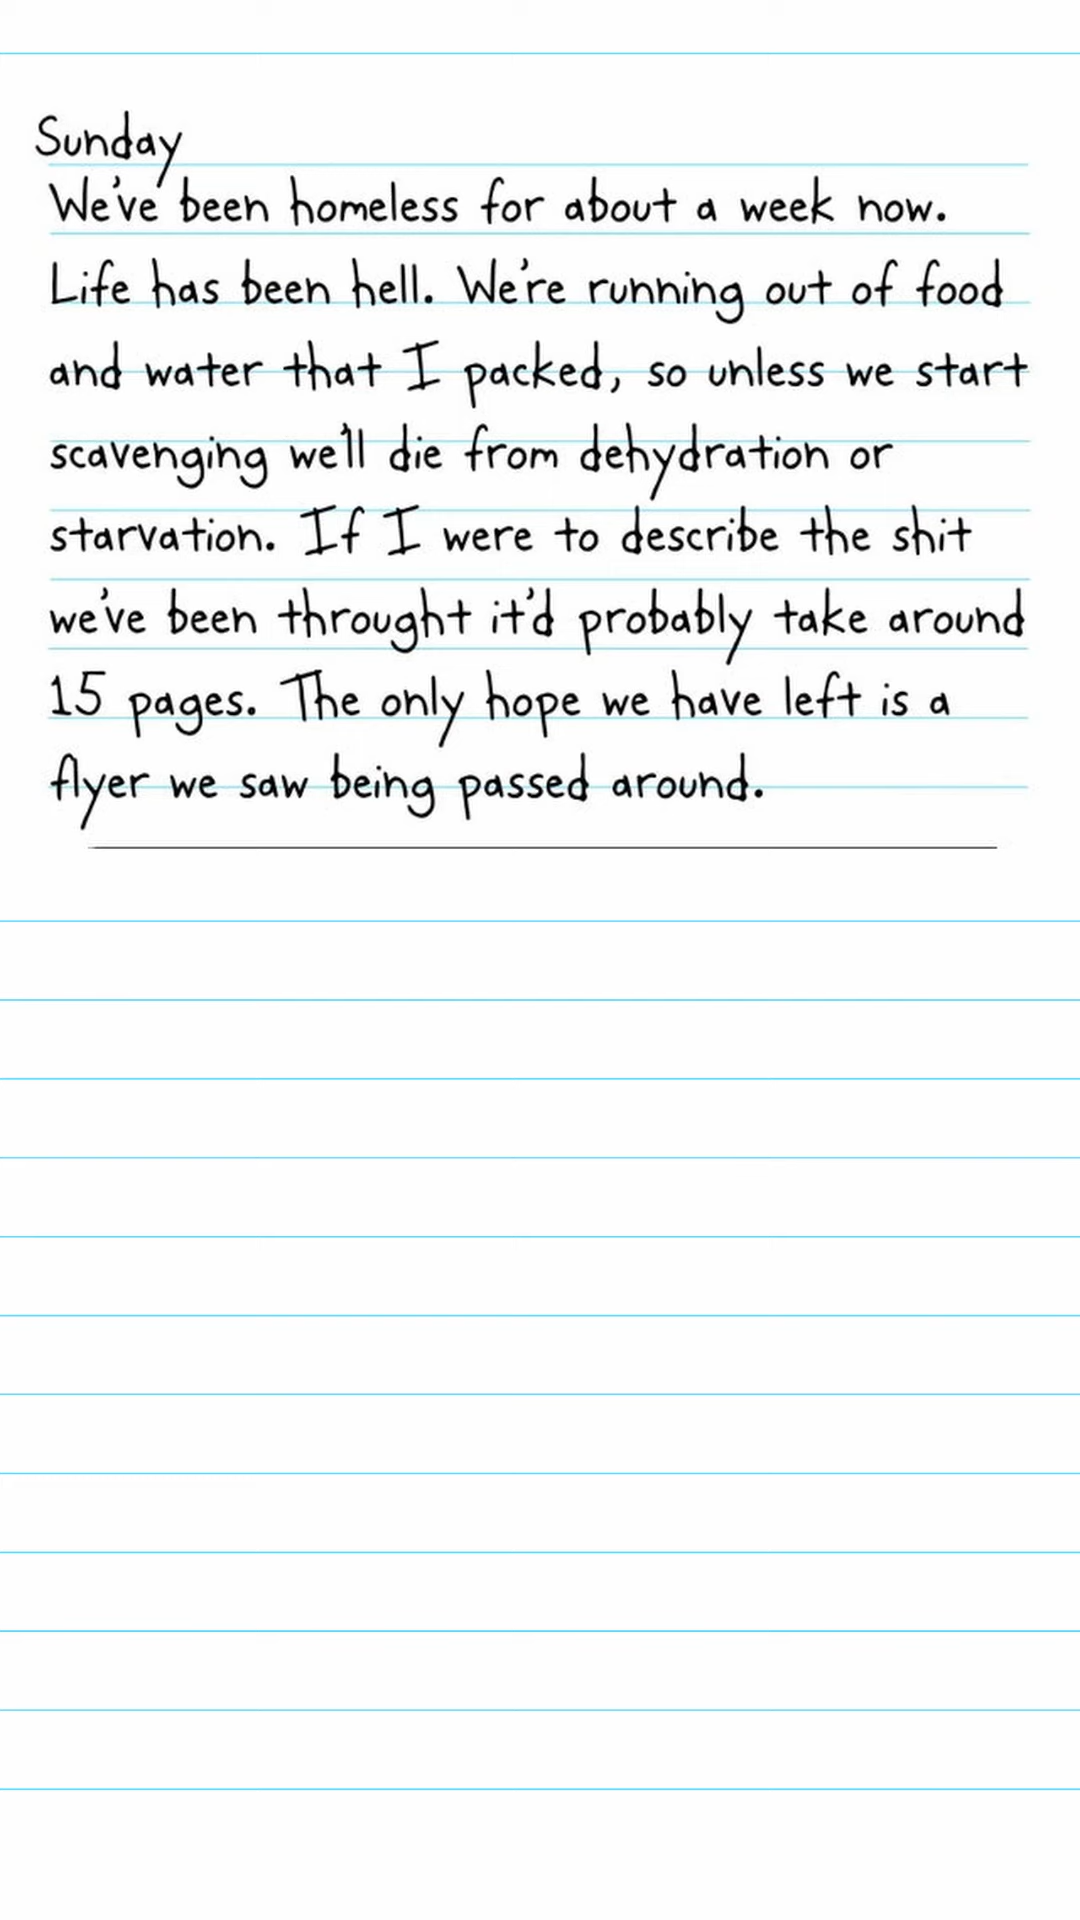 Sunday
We've been homeless for about a week now.
Life has been hell. We're running out of food
and water that I packed, so unless we start
scavenging we'll die from dehydration or
starvation. If I were to describe the shit
we've been throught it'd probably take around
15 pages. The only hope we have left is a
flyer we saw being passed around.